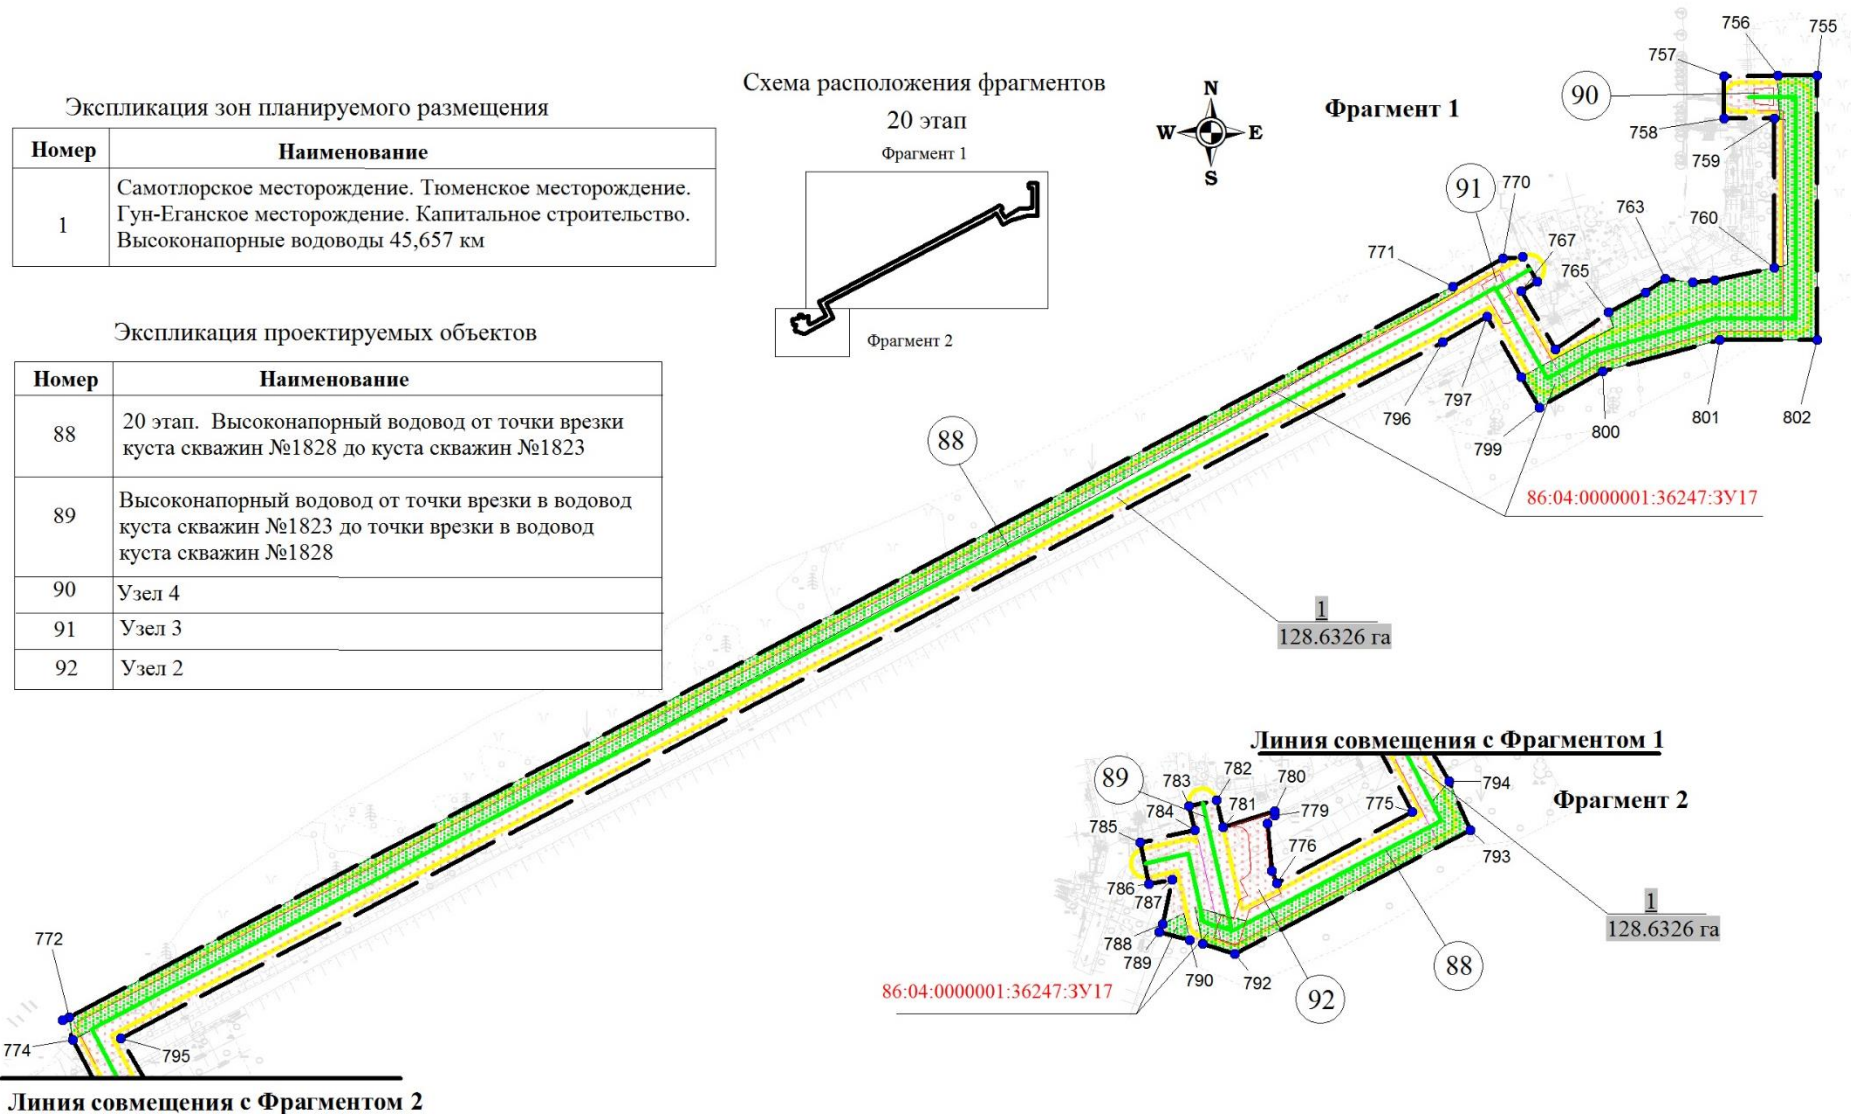 Экспликация зон планируемого размещения
Номер Наименование
1
Самотлорское месторождение. Тюменское месторождение.
Гун-Еганское месторождение. Капитальное строительство.
Высоконапорные водоводы 45,657 км
Экспликация проектируемых объектов
Номер Наименование
88
20 этап. Высоконапорный водовод от точки врезки
куста скважин №1828 до куста скважин №1823
89
Высоконапорный водовод от точки врезки в водовод
куста скважин №1823 до точки врезки в водовод
куста скважин №1828
90 Узел 4
91 Узел 3
92 Узел 2
Схема расположения фрагментов
20 этап
Фрагмент 1
Фрагмент 2
N
W E
S
Фрагмент 1
756
755
757
90
758
759
91
770
763
760
767
771
765
796
797
799
800
801
802
88
86:04:0000001:36247:ЗУ17
1
128.6326 га
772
774
795
Линия совмещения с Фрагментом 2
Линия совмещения с Фрагментом 1
Фрагмент 2
89
783
782
780
794
784
781
779
775
785
776
793
786
787
788
789
790
792
88
92
1
128.6326 га
86:04:0000001:36247:ЗУ17